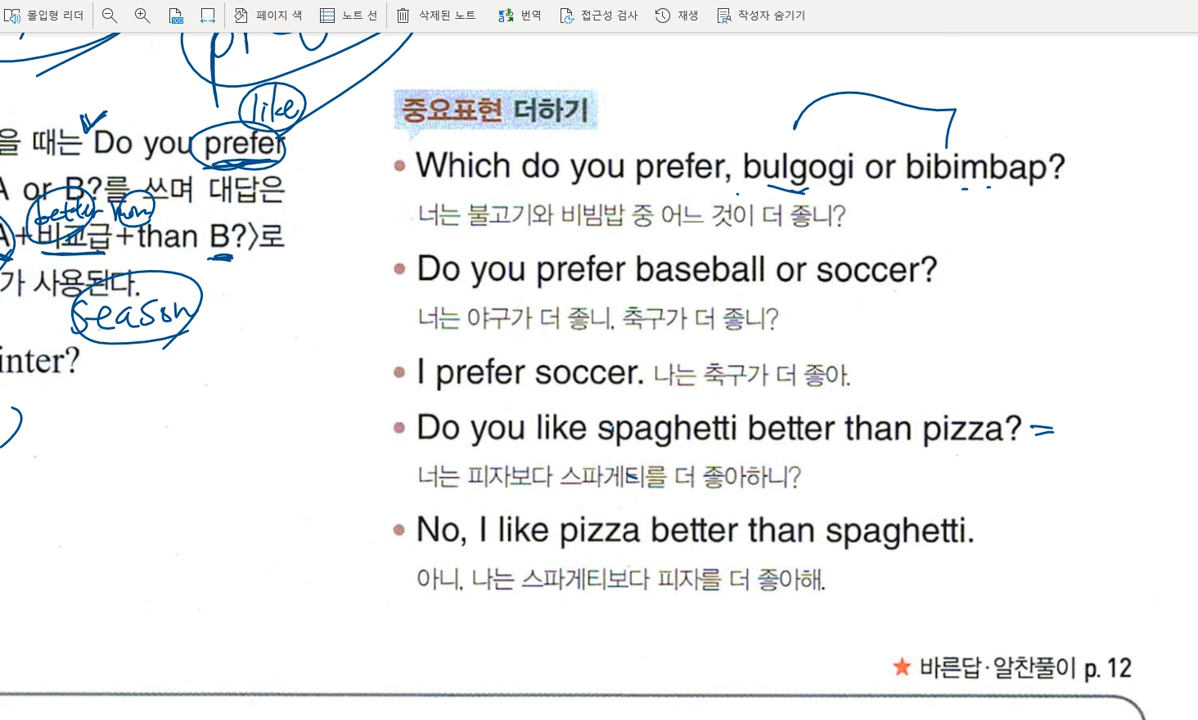 몰입형 리더 페이지 색 노트 선 삭제된 노트 번역 접근성 검사 재생 작성자 숨기기
like
을 때는 Do you prefer
A or B?를 쓰며 대답은
better than
A+비교급+than B?〉로
가 사용된다.
season
inter?
중요표현 더하기
• Which do you prefer, bulgogi or bibimbap?
너는 불고기와 비빔밥 중 어느 것이 더 좋니?
• Do you prefer baseball or soccer?
너는 야구가 더 좋니, 축구가 더 좋니?
• I prefer soccer. 나는 축구가 더 좋아.
• Do you like spaghetti better than pizza? =
너는 피자보다 스파게티를 더 좋아하니?
• No, I like pizza better than spaghetti.
아니, 나는 스파게티보다 피자를 더 좋아해.
★ 바른답·알찬풀이 p. 12